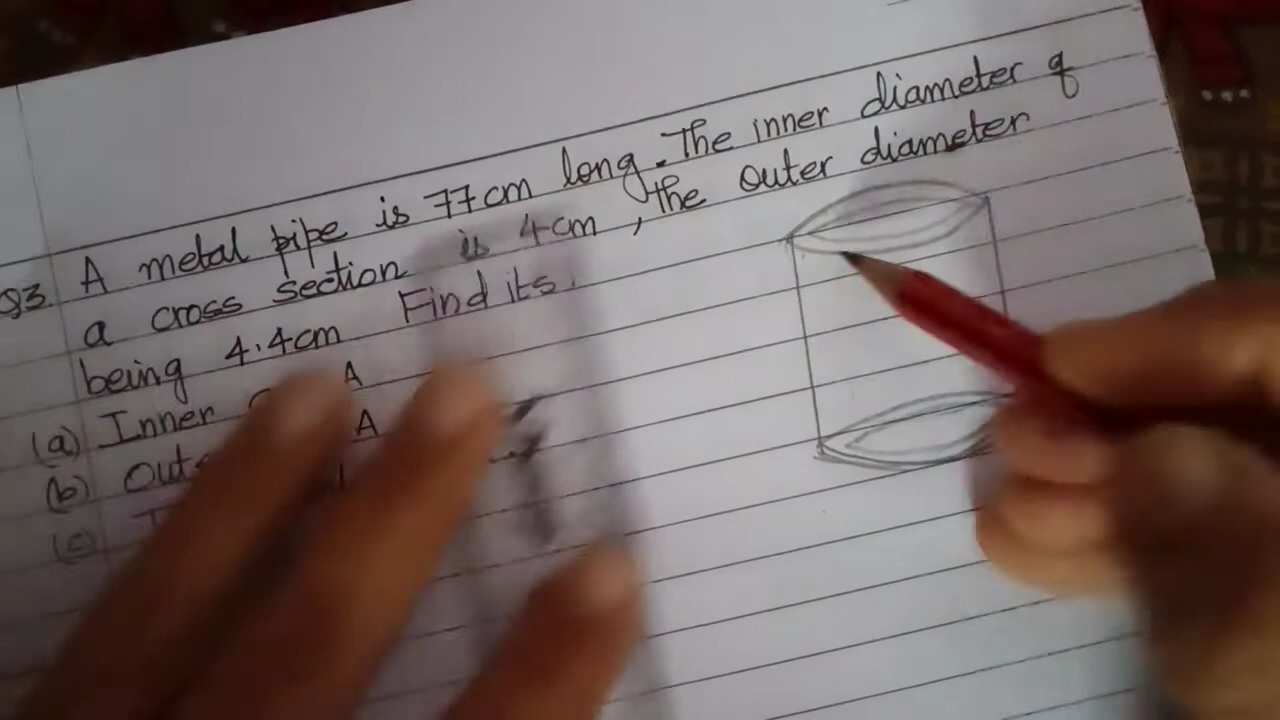 Q3. A metal pipe is 77cm long. The inner diameter of
a cross section is 4cm, the outer diameter
being 4.4cm Find its.
(a) Inner A
(b) A
(c)